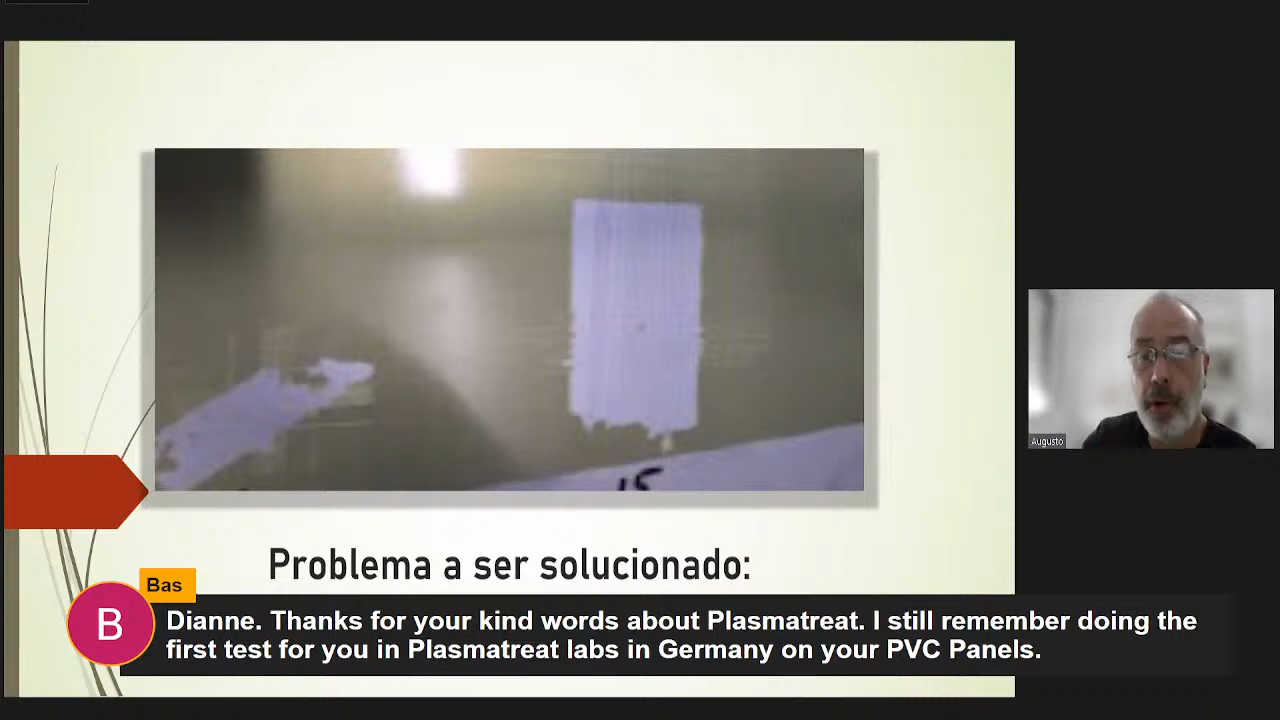 15
Augusto
Problema a ser solucionado:
Bas
B
Dianne. Thanks for your kind words about Plasmatreat. I still remember doing the
first test for you in Plasmatreat labs in Germany on your PVC Panels.